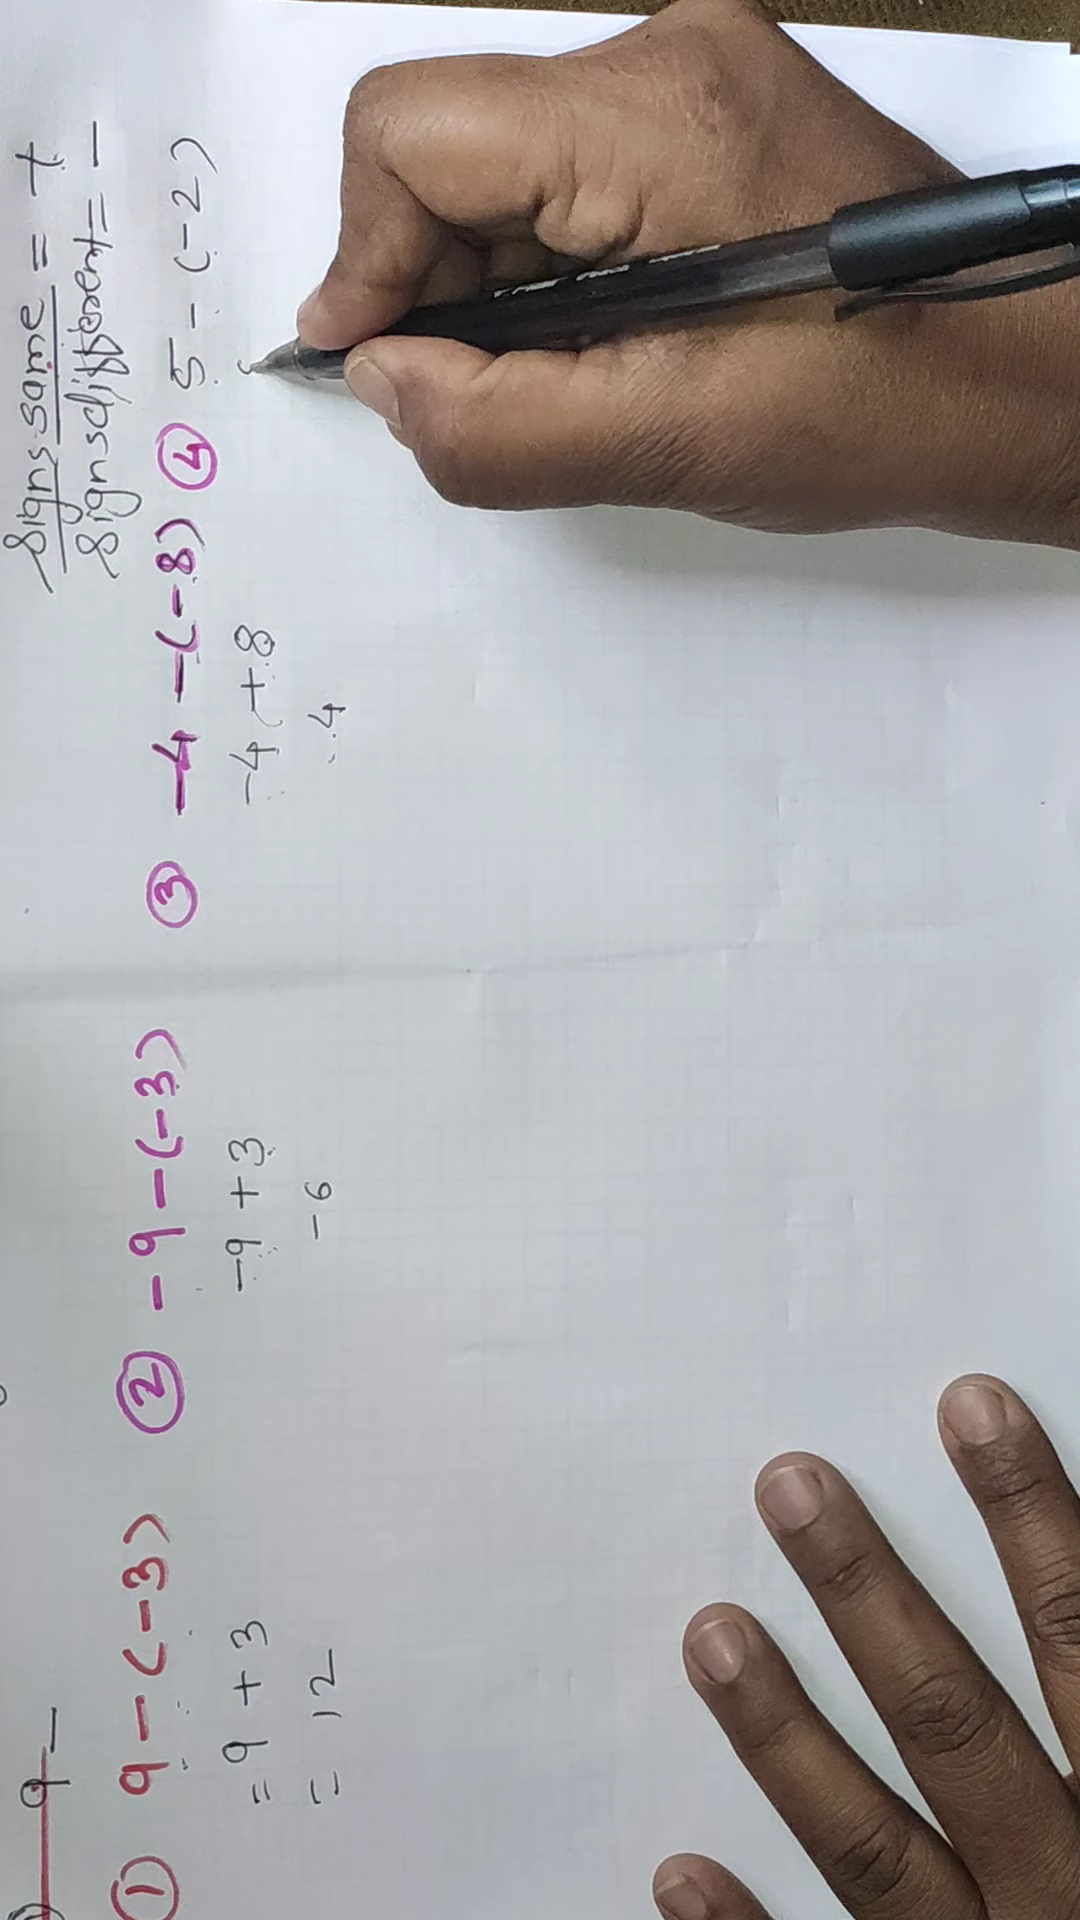 Signs same = +
Signs different = -
9 -
① 9 - (-3) ② - 9 - (-3) ③ -4 -(-8) ④ 5 - (-2)
= 9 + 3 -9 + 3 -4 + 8
= 12 - 6 4